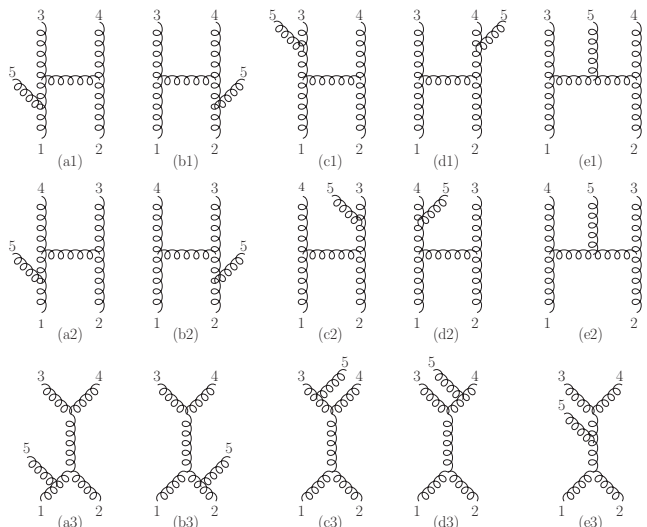 3 4 3 4 5 3 4 3 4 5 3 5 4
5 5
1 2 1 2 1 2 1 2 1 2
(a1) (b1) (c1) (d1) (e1)
4 3 4 3 4 5 3 4 5 3 4 5 3
5 5
1 2 1 2 1 2 1 2 1 2
(a2) (b2) (c2) (d2) (e2)
5 5
3 4 3 4 3 4 3 4 3 4
5
5 5
1 2 1 2 1 2 1 2 1 2
(a3) (b3) (c3) (d3) (e3)